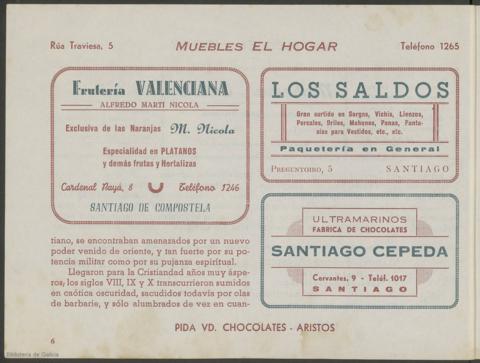 Rúa Traviesa, 5 MUEBLES EL HOGAR Teléfono 1265
Frutería VALENCIANA
ALFREDO MARTI NICOLA
Exclusiva de las Naranjas M. Nicola
Especialidad en PLATANOS
y demás frutas y Hortalizas
Cardenal Payá, 8 Teléfono 1246
SANTIAGO DE COMPOSTELA
LOS SALDOS
Gran surtido en Sargas, Vichis, Lienzos,
Percales, Driles, Mahones, Panas, Fanta-
sías para Vestidos, etc., etc.
Paquetería en General
PREGUNTOIRO, 5 SANTIAGO
ULTRAMARINOS
FABRICA DE CHOCOLATES
SANTIAGO CEPEDA
Cervantes, 9 - Teléf. 1017
SANTIAGO
tiano, se encontraban amenazados por un nuevo
poder venido de oriente, y tan fuerte por su po-
tencia militar como por su pujanza espiritual.
Llegaron para la Cristiandad años muy áspe-
ros; los siglos VIII, IX y X transcurrieron sumidos
en caótica oscuridad, sacudidos todavía por olas
de barbarie, y sólo alumbrados de vez en cuan-
PIDA VD. CHOCOLATES - ARISTOS
6
Biblioteca de Galicia